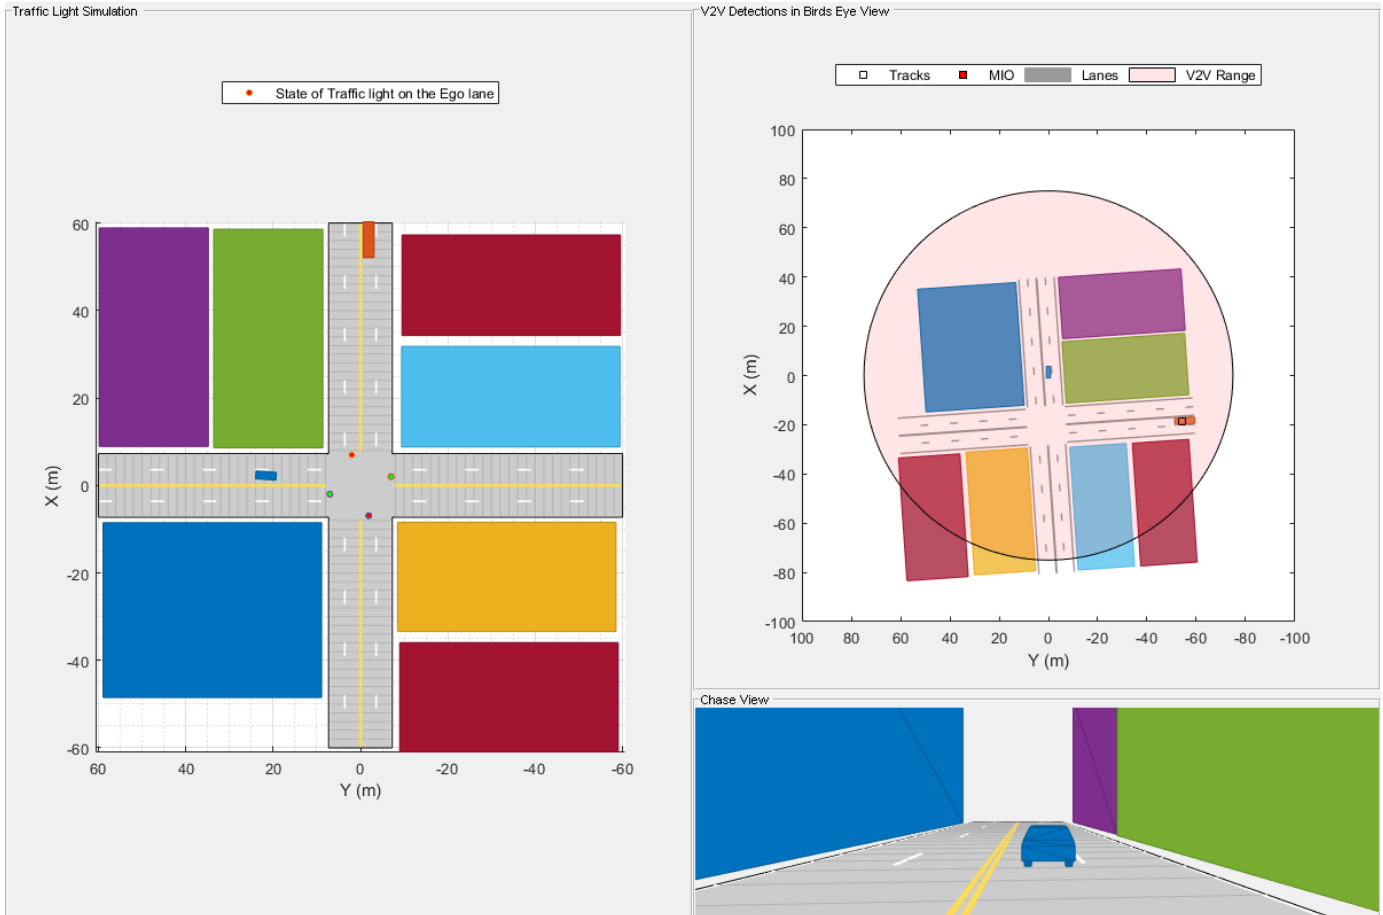 Traffic Light Simulation
State of Traffic light on the Ego lane
60
40
20
0
-20
-40
-60
X (m)
60 40 20 0 -20 -40 -60
Y (m)
V2V Detections in Birds Eye View
Tracks MIO Lanes V2V Range
100
80
60
40
20
0
-20
-40
-60
-80
-100
X (m)
100 80 60 40 20 0 -20 -40 -60 -80 -100
Y (m)
Chase View